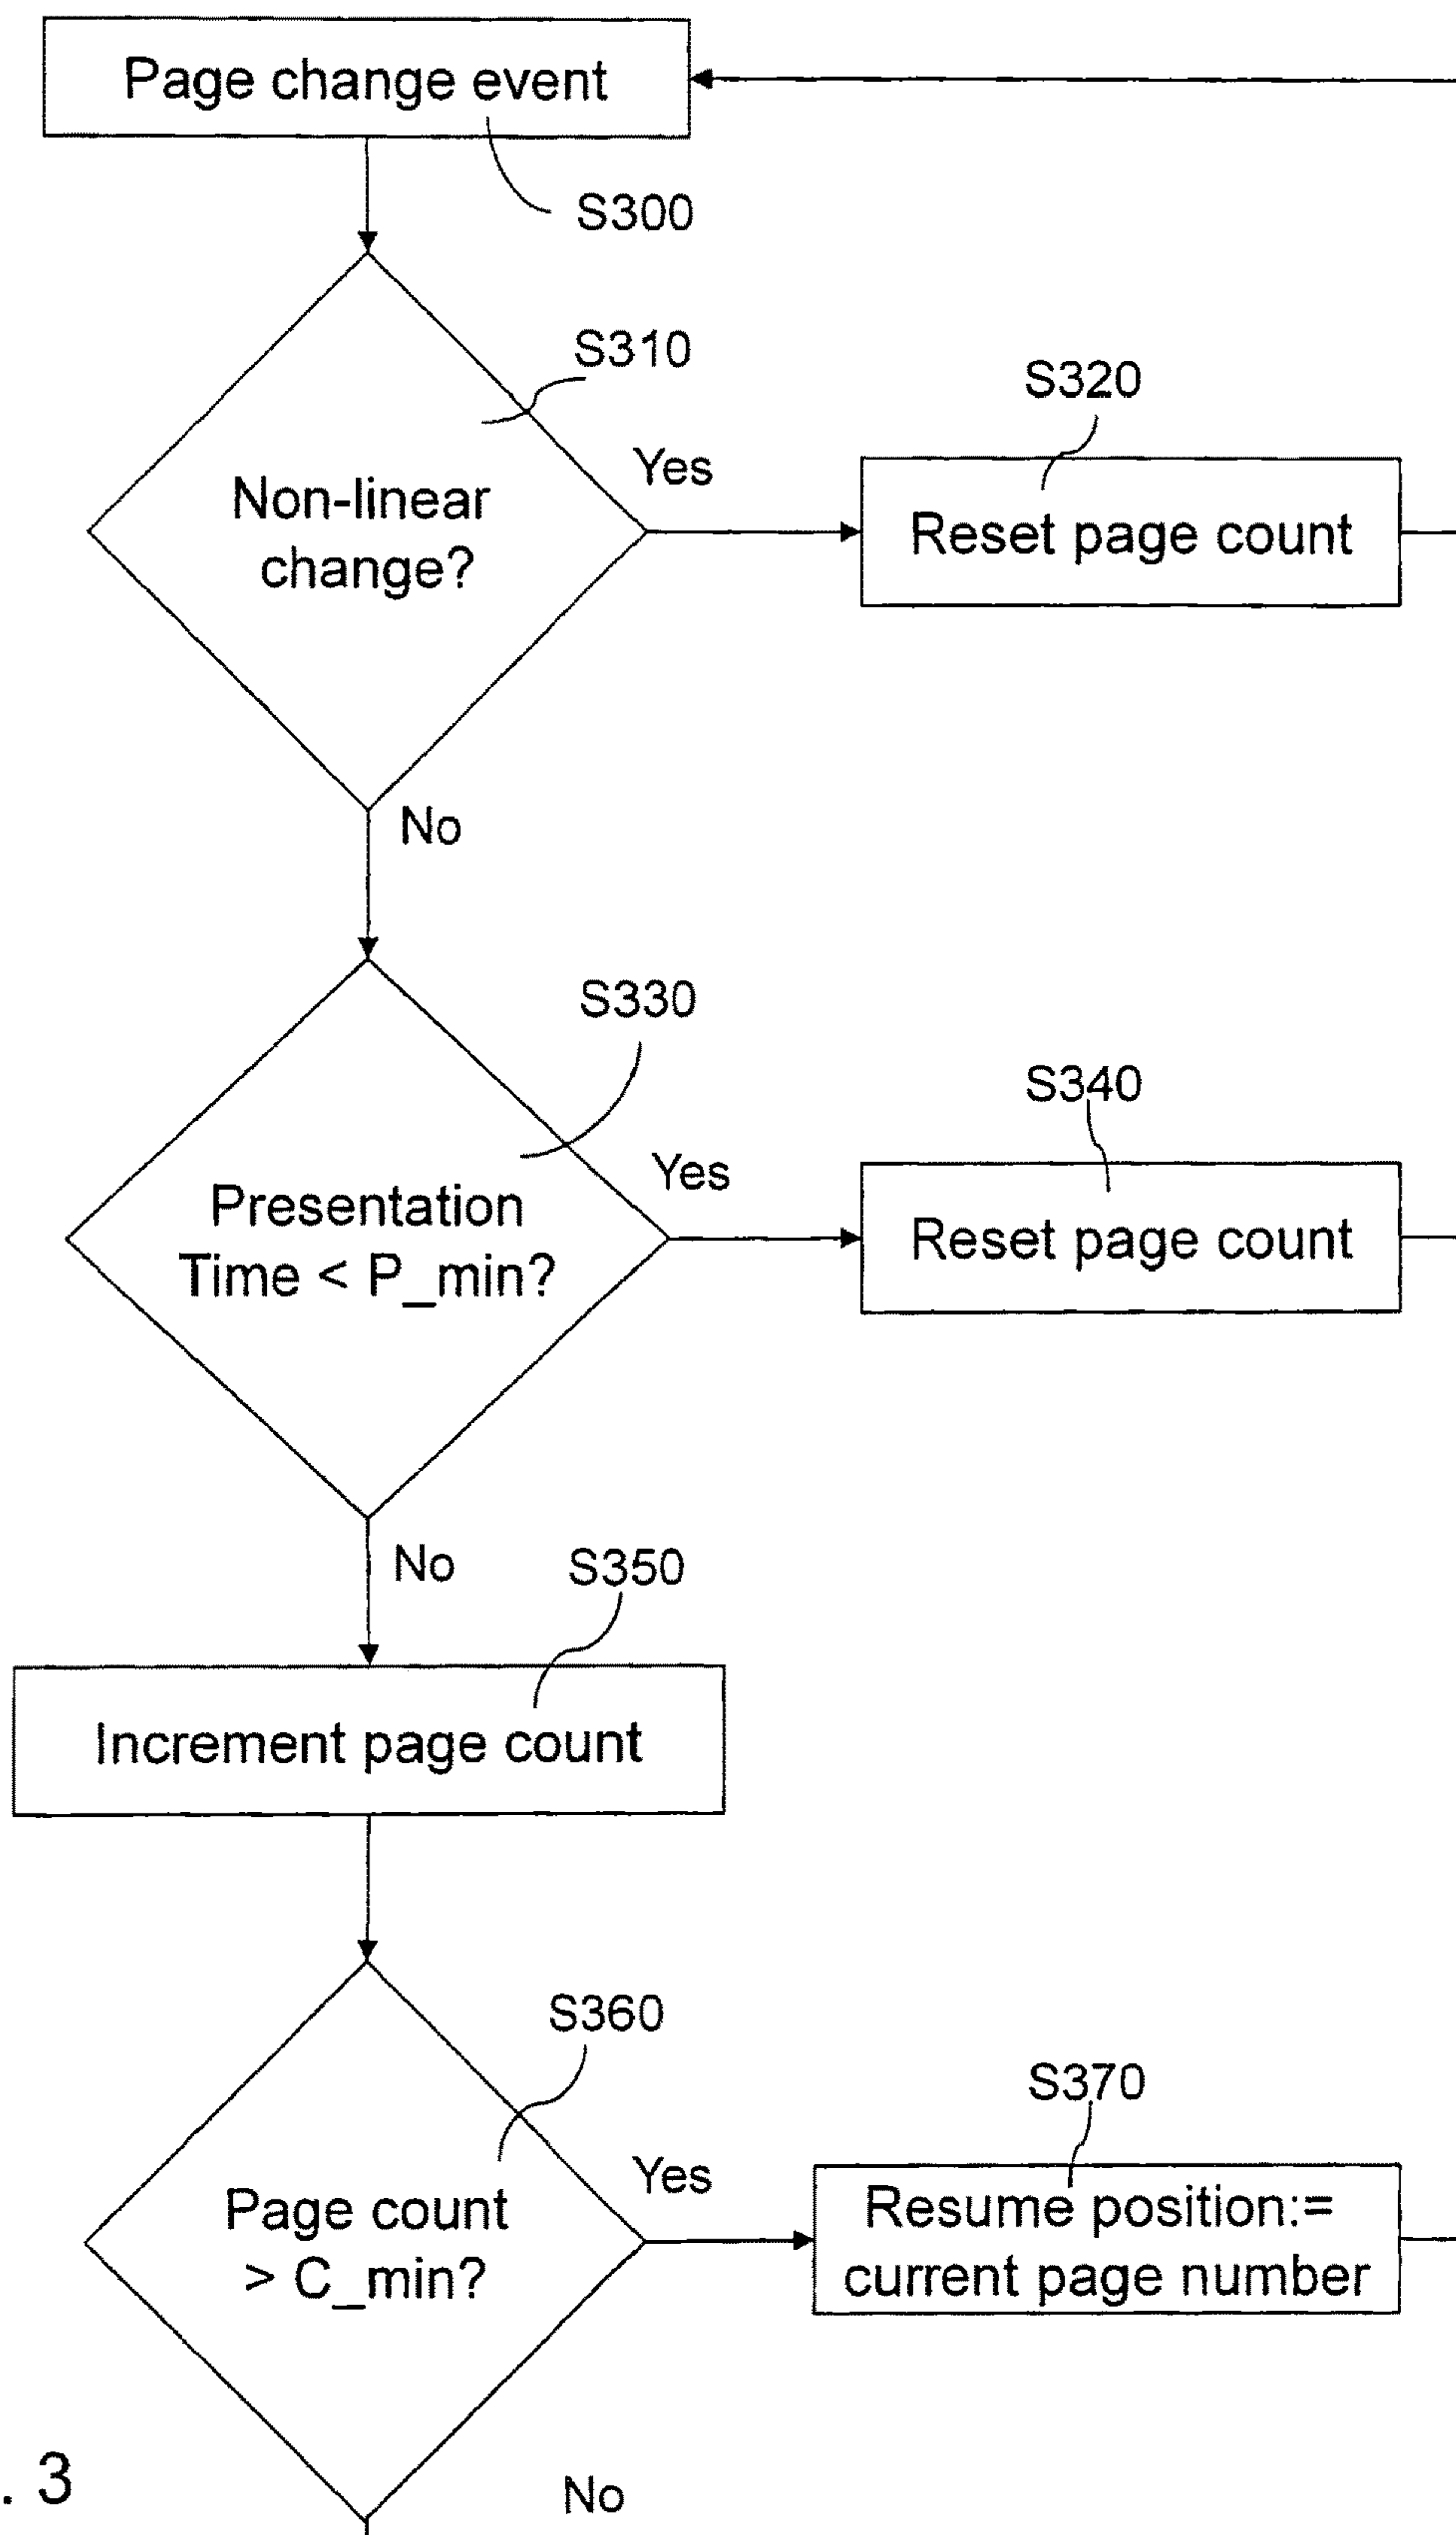 Page change event
S300
S310
S320
Yes
Non-linear
change?
Reset page count
No
S330
S340
Yes
Presentation
Time < P_min?
Reset page count
No
S350
Increment page count
S360
S370
Yes
Page count
> C_min?
Resume position:=
current page number
. 3
No